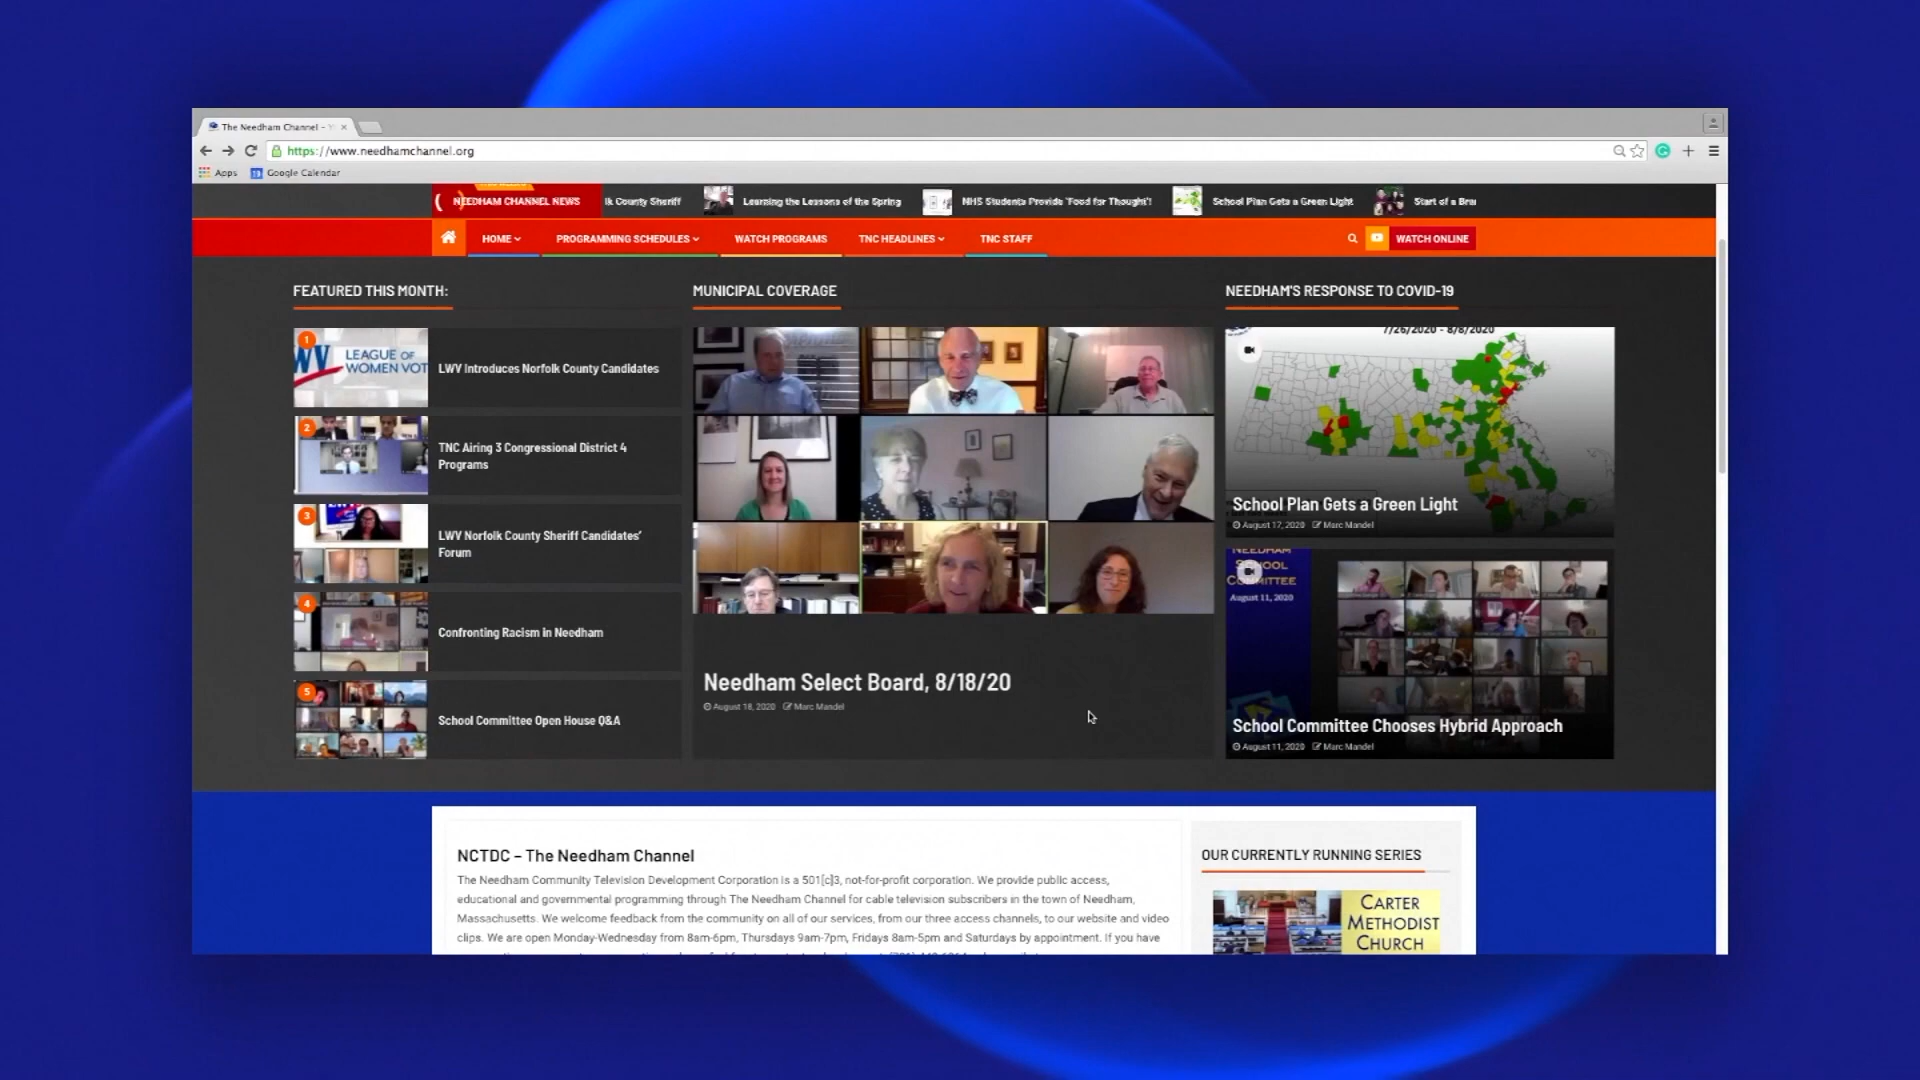 The Needham Channel -
https://www.needhamchannel.org
Apps
Google Calendar
NEEDHAM CHANNEL NEWS
lk County Sheriff
Learning the Lessons of the Spring
NHS Students Provide 'Food for Thought'!
School Plan Gets a Green Light
Start of a Bra
HOME
PROGRAMMING SCHEDULES
WATCH PROGRAMS
TNC HEADLINES
TNC STAFF
WATCH ONLINE
FEATURED THIS MONTH:
1
WV LEAGUE OF
WOMEN VOT
LWV Introduces Norfolk County Candidates
2
TNC Airing 3 Congressional District 4
Programs
3
LWV Norfolk County Sheriff Candidates'
Forum
4
Confronting Racism in Needham
5
School Committee Open House Q&A
MUNICIPAL COVERAGE
Needham Select Board, 8/18/20
August 18, 2020 Marc Mandel
NEEDHAM'S RESPONSE TO COVID-19
7/26/2020 - 8/8/2020
School Plan Gets a Green Light
August 17, 2020 Marc Mandel
NEEDHAM
SCHOOL
COMMITTEE
August 11, 2020
School Committee Chooses Hybrid Approach
August 11, 2020 Marc Mandel
NCTDC – The Needham Channel
The Needham Community Television Development Corporation is a 501[c]3, not-for-profit corporation. We provide public access,
educational and governmental programming through The Needham Channel for cable television subscribers in the town of Needham,
Massachusetts. We welcome feedback from the community on all of our services, from our three access channels, to our website and video
clips. We are open Monday-Wednesday from 8am-6pm, Thursdays 9am-7pm, Fridays 8am-5pm and Saturdays by appointment. If you have
OUR CURRENTLY RUNNING SERIES
CARTER
METHODIST
CHURCH